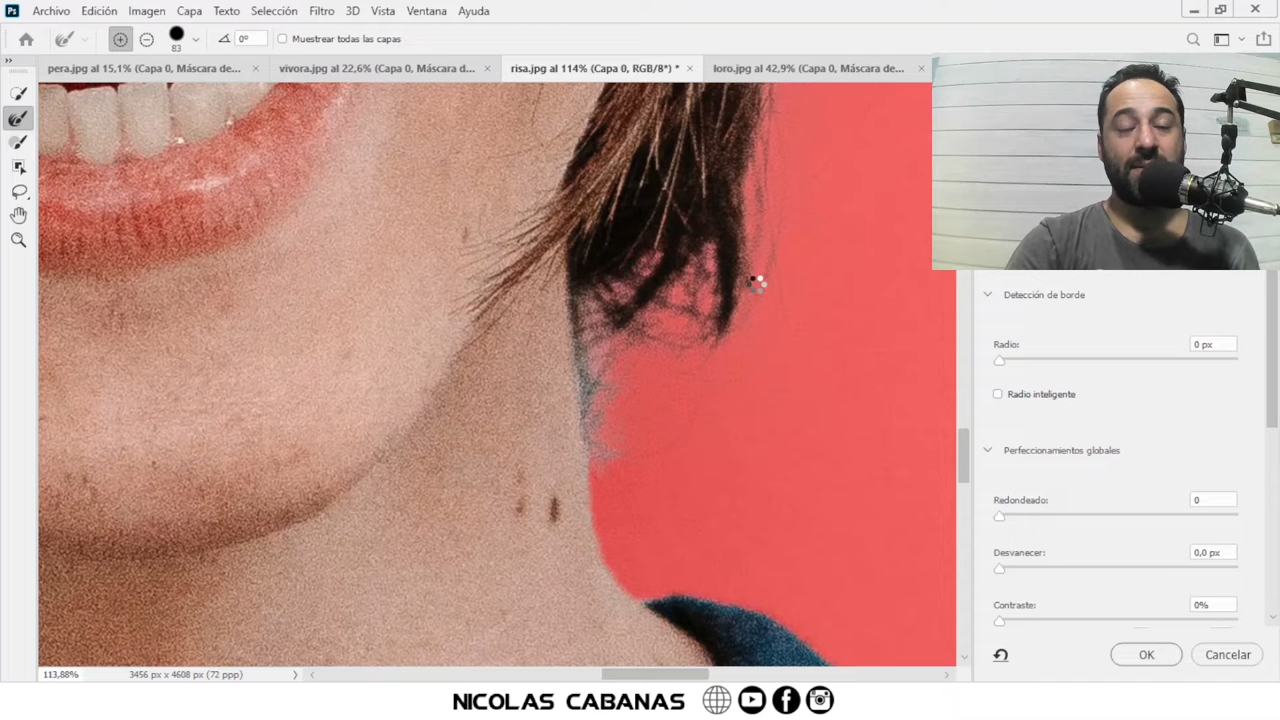 Ps Archivo Edición Imagen Capa Texto Selección Filtro 3D Vista Ventana Ayuda
83
0°
Muestrear todas las capas
pera.jpg al 15,1% (Capa 0, Máscara de...
vivora.jpg al 22,6% (Capa 0, Máscara d...
risa.jpg al 114% (Capa 0, RGB/8*) *
loro.jpg al 42,9% (Capa 0, Máscara de...
Detección de borde
Radio: 0 px
Radio inteligente
Perfeccionamientos globales
Redondeado: 0
Desvanecer: 0,0 px
Contraste: 0%
OK Cancelar
113,88% 3456 px x 4608 px (72 ppp)
NICOLAS CABANAS